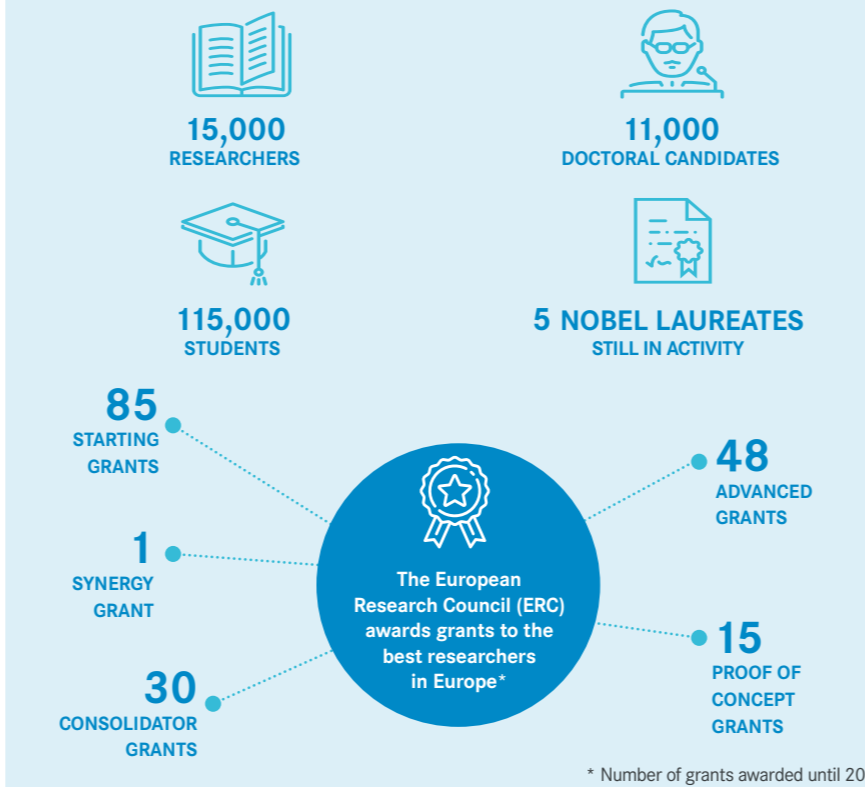 15,000
RESEARCHERS
11,000
DOCTORAL CANDIDATES
115,000
STUDENTS
5 NOBEL LAUREATES
STILL IN ACTIVITY
85
STARTING
GRANTS
1
SYNERGY
GRANT
30
CONSOLIDATOR
GRANTS
The European
Research Council (ERC)
awards grants to the
best researchers
in Europe*
48
ADVANCED
GRANTS
15
PROOF OF
CONCEPT
GRANTS
* Number of grants awarded until 20